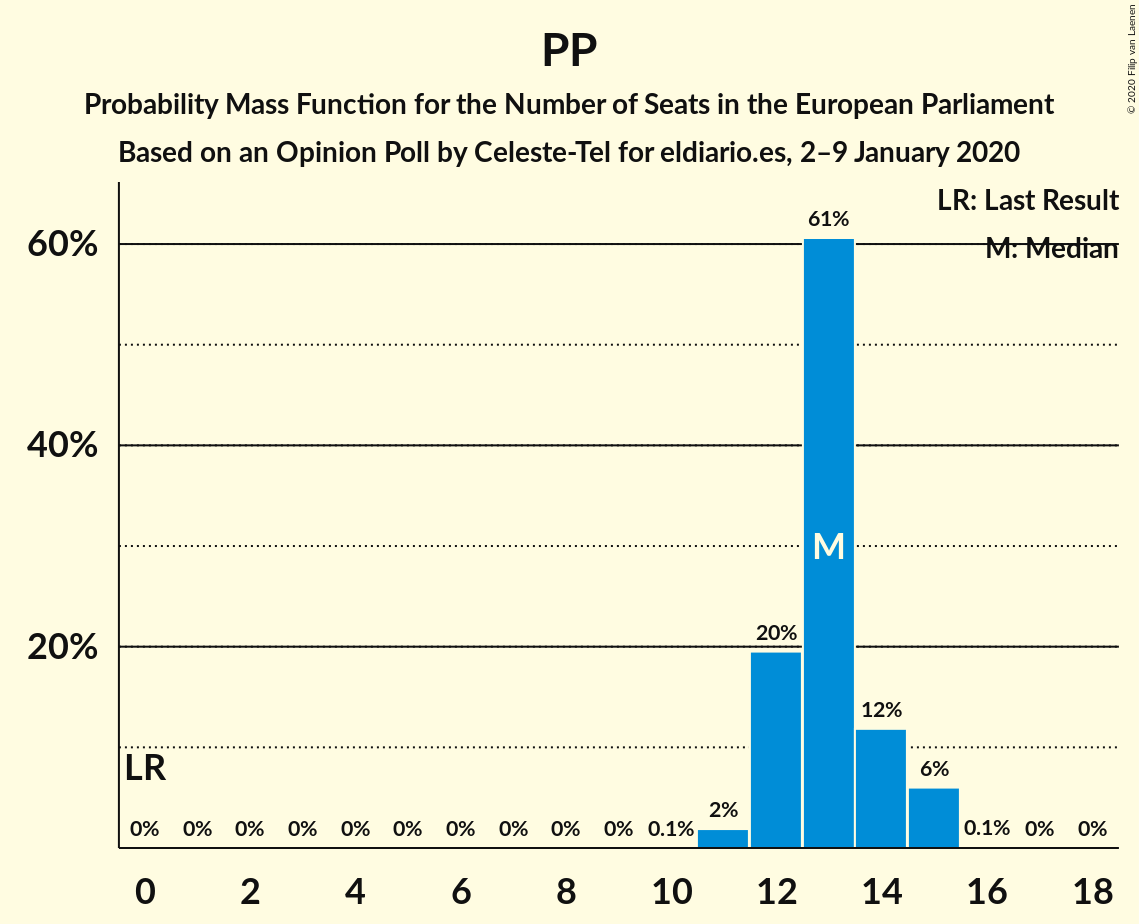 PP
Probability Mass Function for the Number of Seats in the European Parliament
Based on an Opinion Poll by Celeste-Tel for eldiario.es, 2–9 January 2020
© 2020 Filip van Laenen
LR: Last Result
M: Median
60%
40%
20%
61%
M
20%
12%
6%
2%
LR
0% 0% 0% 0% 0% 0% 0% 0% 0% 0% 0.1% 0.1% 0% 0%
0 2 4 6 8 10 12 14 16 18